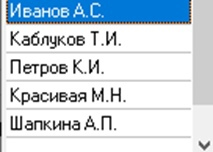 Иванов А.С.
Каблуков Т.И.
Петров К.И.
Красивая М.Н.
Шапкина А.П.